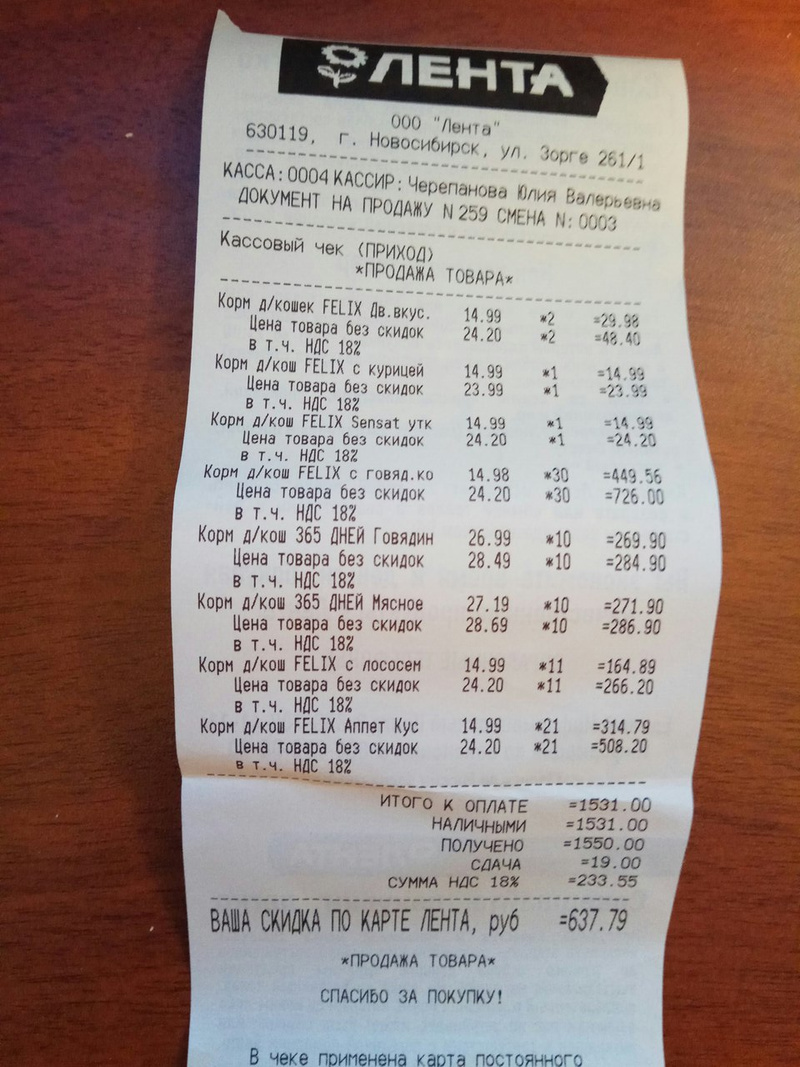 ЛЕНТА
ООО "Лента"
630119, г. Новосибирск, ул. Зорге 261/1
КАССА:0004 КАССИР: Черепанова Юлия Валерьевна
ДОКУМЕНТ НА ПРОДАЖУ N 259 СМЕНА N: 0003
Кассовый чек (ПРИХОД)
*ПРОДАЖА ТОВАРА*
Корм д/кошек FELIX Дв.вкус. 14.99 *2 =29.98
Цена товара без скидок 24.20 *2 =48.40
в т.ч. НДС 18%
Корм д/кош FELIX с курицей 14.99 *1 =14.99
Цена товара без скидок 23.99 *1 =23.99
в т.ч. НДС 18%
Корм д/кош FELIX Sensat утк 14.99 *1 =14.99
Цена товара без скидок 24.20 *1 =24.20
в т.ч. НДС 18%
Корм д/кош FELIX с говяд.ко 14.98 *30 =449.56
Цена товара без скидок 24.20 *30 =726.00
в т.ч. НДС 18%
Корм д/кош 365 ДНЕЙ Говядин 26.99 *10 =269.90
Цена товара без скидок 28.49 *10 =284.90
в т.ч. НДС 18%
Корм д/кош 365 ДНЕЙ Мясное 27.19 *10 =271.90
Цена товара без скидок 28.69 *10 =286.90
в т.ч. НДС 18%
Корм д/кош FELIX с лососем 14.99 *11 =164.89
Цена товара без скидок 24.20 *11 =266.20
в т.ч. НДС 18%
Корм д/кош FELIX Аппет Кус 14.99 *21 =314.79
Цена товара без скидок 24.20 *21 =508.20
в т.ч. НДС 18%
ИТОГО К ОПЛАТЕ =1531.00
НАЛИЧНЫМИ =1531.00
ПОЛУЧЕНО =1550.00
СДАЧА =19.00
СУММА НДС 18% =233.55
ВАША СКИДКА ПО КАРТЕ ЛЕНТА, руб =637.79
*ПРОДАЖА ТОВАРА*
СПАСИБО ЗА ПОКУПКУ!
В чеке применена карта постоянного